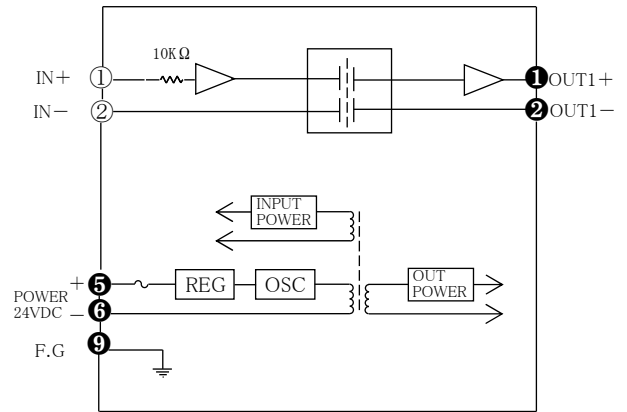 10KΩ
IN+ ① ❶ OUT1+
IN− ② ❷ OUT1−
INPUT
POWER
+ ❺ REG OSC OUT
POWER
POWER
24VDC − ❻
F.G ❾